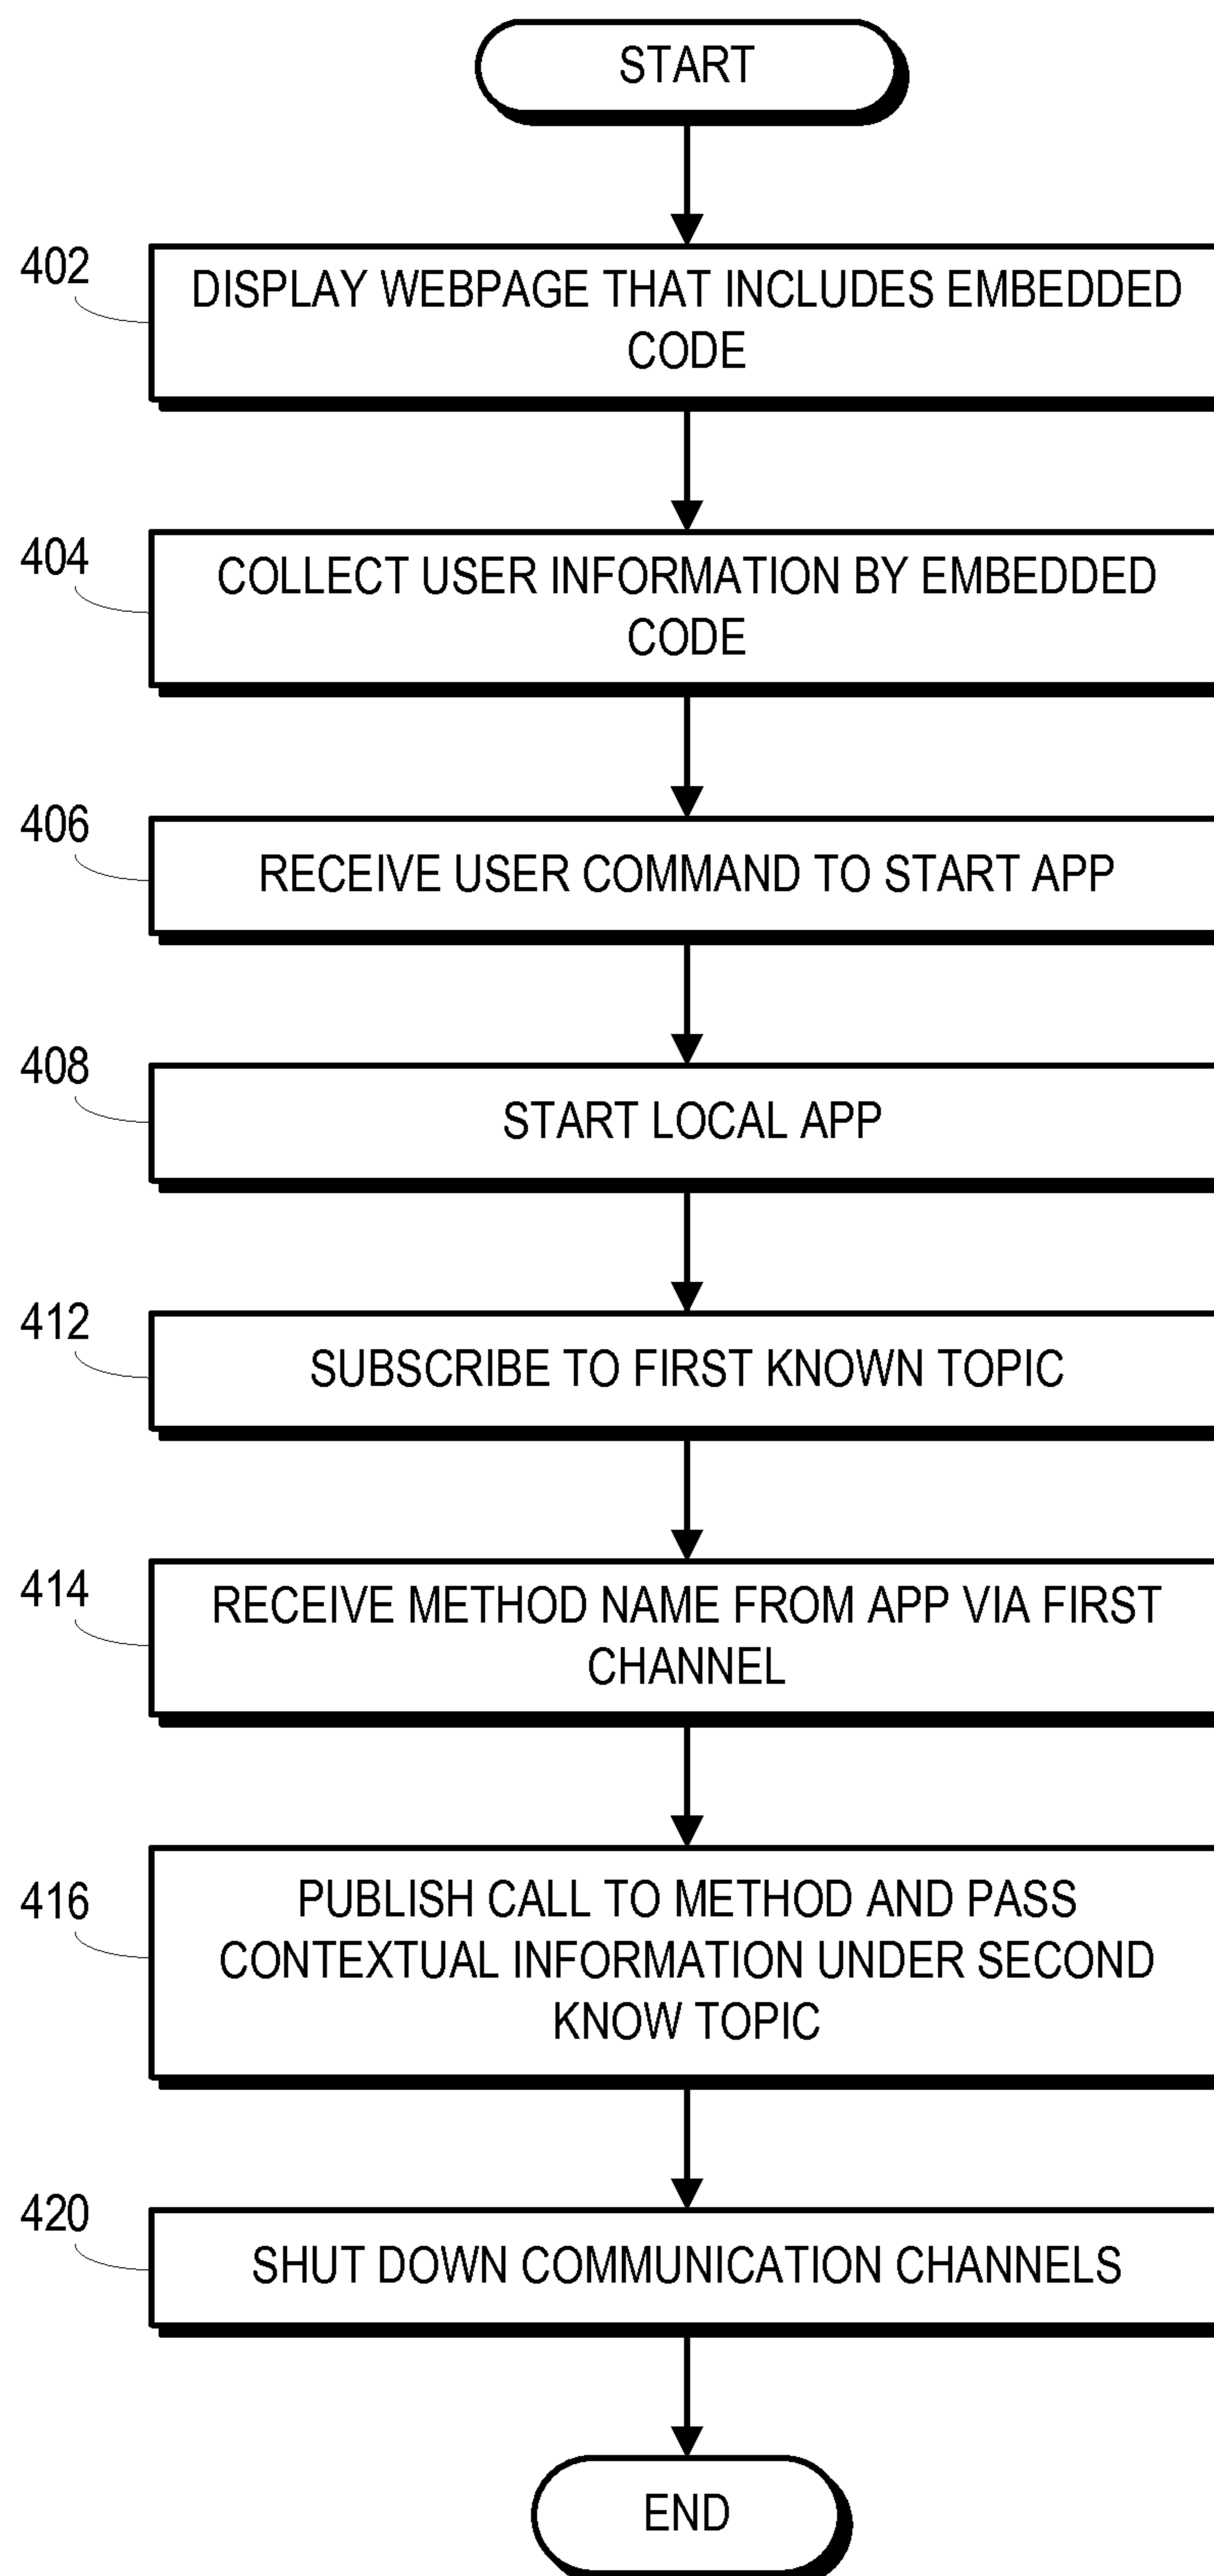 START
402
DISPLAY WEBPAGE THAT INCLUDES EMBEDDED
CODE
404
COLLECT USER INFORMATION BY EMBEDDED
CODE
406
RECEIVE USER COMMAND TO START APP
408
START LOCAL APP
412
SUBSCRIBE TO FIRST KNOWN TOPIC
414
RECEIVE METHOD NAME FROM APP VIA FIRST
CHANNEL
416
PUBLISH CALL TO METHOD AND PASS
CONTEXTUAL INFORMATION UNDER SECOND
KNOW TOPIC
420
SHUT DOWN COMMUNICATION CHANNELS
END